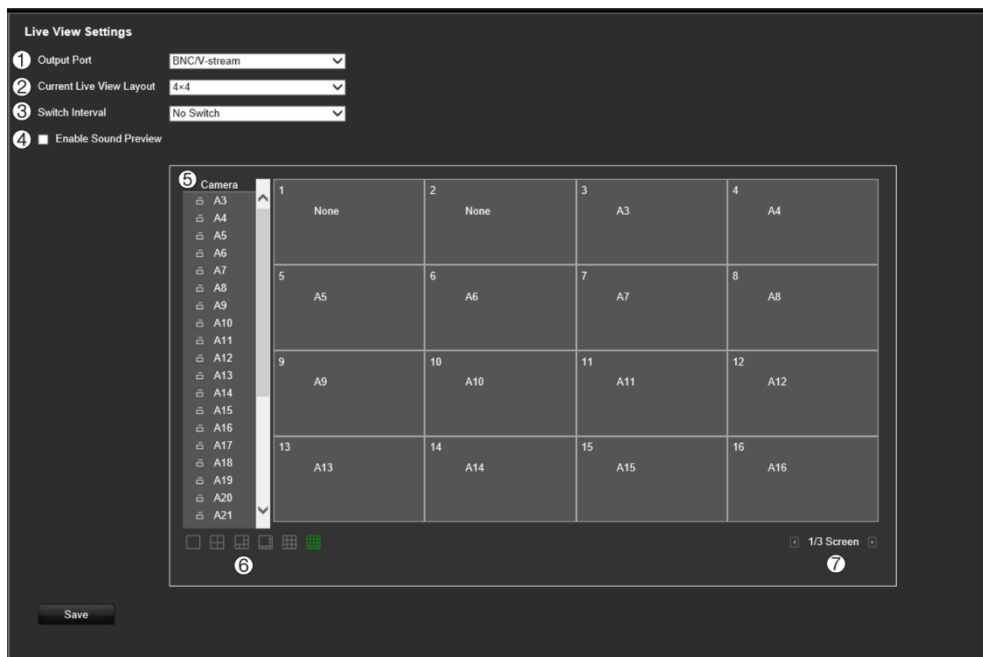 Live View Settings
1 Output Port BNC/V-stream
2 Current Live View Layout 4×4
3 Switch Interval No Switch
4 Enable Sound Preview
5 Camera
A3
A4
A5
A6
A7
A8
A9
A10
A11
A12
A13
A14
A15
A16
A17
A18
A19
A20
A21
1 2 3 4
None None A3 A4
5 6 7 8
A5 A6 A7 A8
9 10 11 12
A9 A10 A11 A12
13 14 15 16
A13 A14 A15 A16
1/3 Screen
6 7
Save